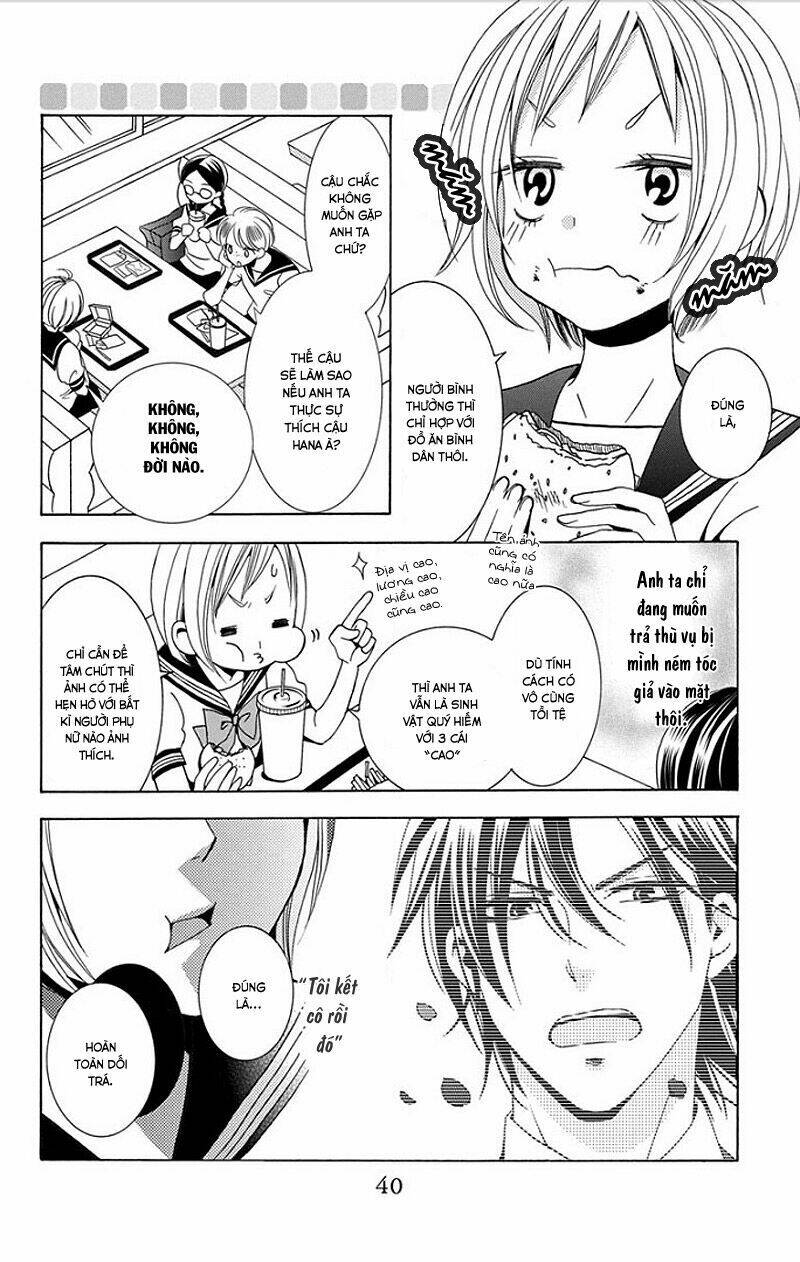 măm
măm
ĐÚNG
LÀ,
NGƯỜI BÌNH
THƯỜNG THÌ
CHỈ HỢP VỚI
ĐỒ ĂN BÌNH
DÂN THÔI.
CẬU CHẮC
KHÔNG
MUỐN GẶP
ANH TA
CHỨ?
THẾ CẬU
SẼ LÀM SAO
NẾU ANH TA
THỰC SỰ
THÍCH CẬU
HANA À?
KHÔNG,
KHÔNG,
KHÔNG
ĐỜI NÀO.
Anh ta chỉ
đang muốn
trả thù vụ bị
mình ném tóc
giả vào mặt
thôi.
DÙ TÍNH
CÁCH CÓ
VÔ CÙNG
TỒI TỆ
Tên ảnh
cũng có
nghĩa là
cao nữa
THÌ ANH TA
VẪN LÀ SINH
VẬT QUÝ HIẾM
VỚI 3 CÁI
"CAO"
Địa vị cao,
lương cao,
chiều cao
cũng cao.
CHỈ CẦN ĐỂ
TÂM CHÚT THÌ
ẢNH CÓ THỂ
HẸN HÒ VỚI BẤT
KÌ NGƯỜI PHỤ
NỮ NÀO ẢNH
THÍCH.
"Tôi kết
cô rồi
đó"
ĐÚNG
LÀ...
HOÀN
TOÀN DỐI
TRÁ.
40